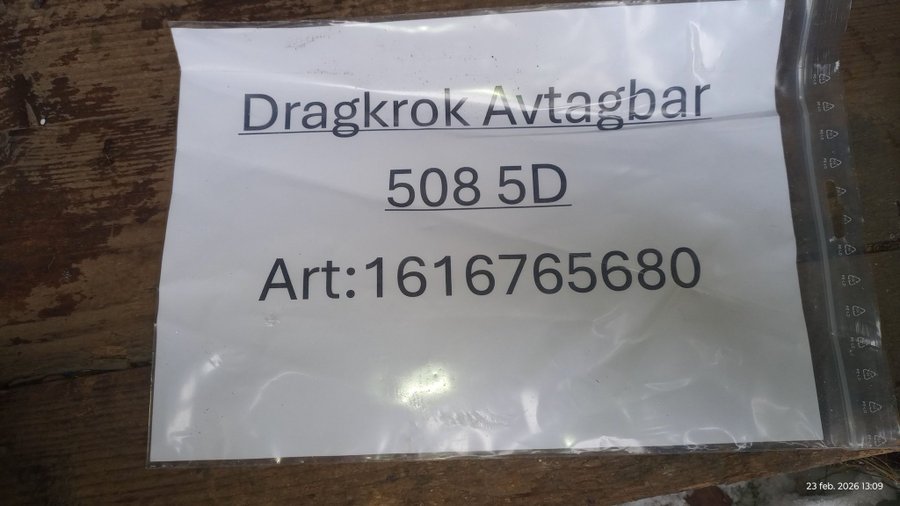 Dragkrok Avtagbar
508 5D
Art:1616765680
23 feb. 2026 13:09